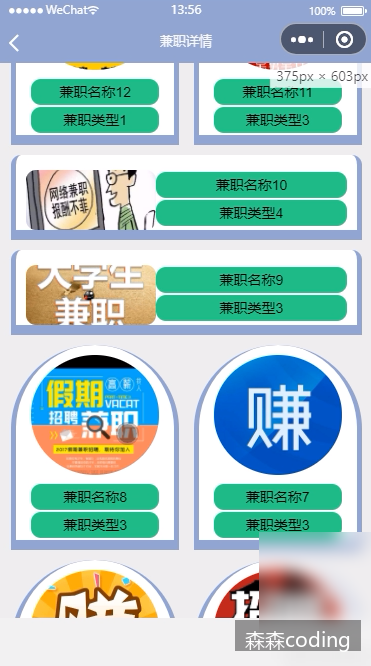 WeChat
13:56
100%
兼职详情
375px × 603px
兼职名称12
兼职名称11
兼职类型1
兼职类型3
网络兼职
报酬不菲
兼职名称10
兼职类型4
大学生
兼职
兼职名称9
兼职类型3
假期
VACAT
招聘
兼职
赚
兼职名称8
兼职名称7
兼职类型3
兼职类型3
赚
招
森森coding